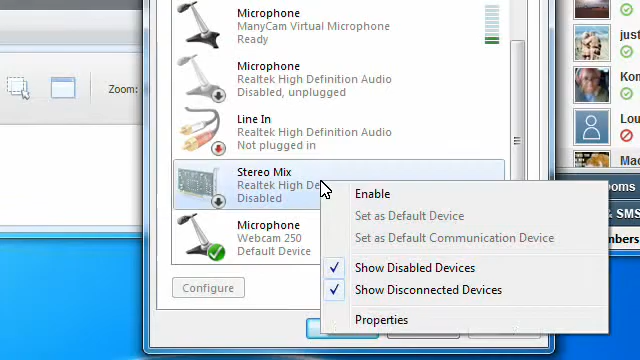 Microphone
ManyCam Virtual Microphone
Ready
Zoom:
Microphone
Realtek High Definition Audio
Disabled, unplugged
Line In
Realtek High Definition Audio
Not plugged in
Stereo Mix
Realtek High De
Disabled
Microphone
Webcam 250
Default Device
Configure
Enable
Set as Default Device
Set as Default Communication Device
Show Disabled Devices
Show Disconnected Devices
Properties
just
Kon
Lou
Mac
ooms
& SMS
mbers